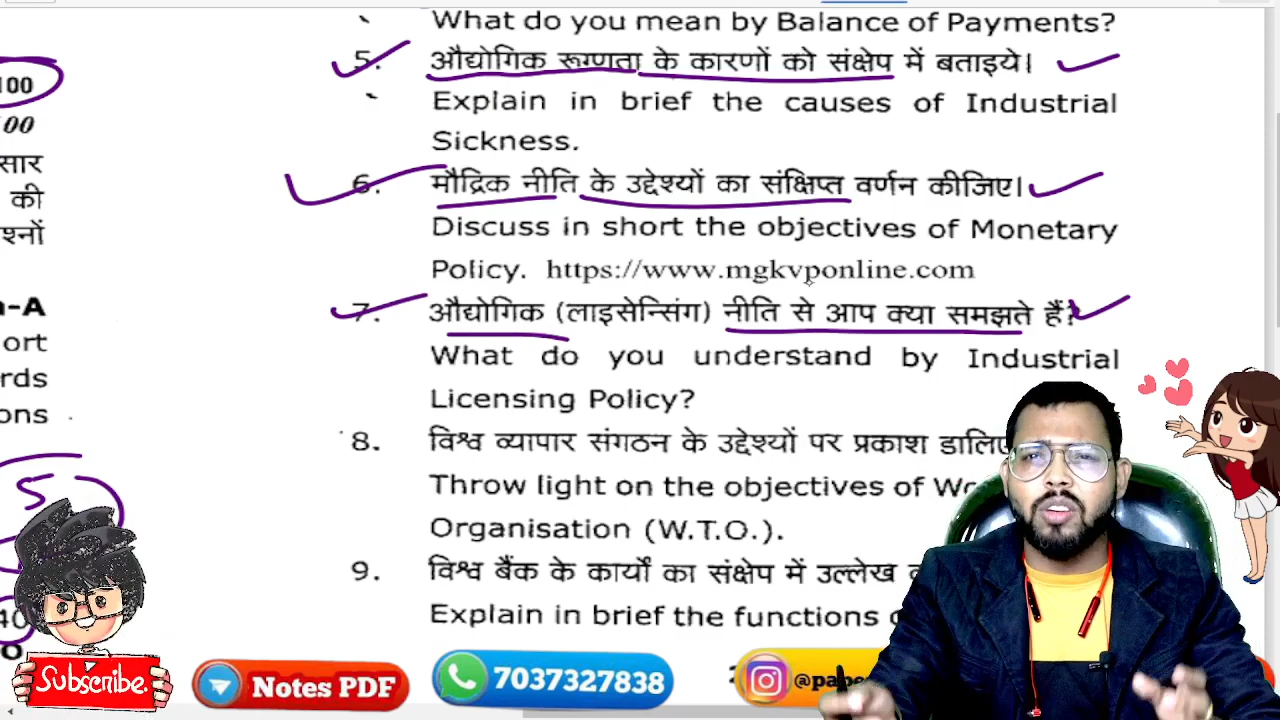 What do you mean by Balance of Payments?
100
5. औद्योगिक रूग्णता के कारणों को संक्षेप में बताइये।
Explain in brief the causes of Industrial
Sickness.
00
सार
की
श्नों
6. मौद्रिक नीति के उद्देश्यों का संक्षिप्त वर्णन कीजिए।
Discuss in short the objectives of Monetary
Policy. https://www.mgkvponline.com
7. औद्योगिक (लाइसेन्सिंग) नीति से आप क्या समझते हैं?
What do you understand by Industrial
Licensing Policy?
-A
ort
rds
ons
5
40
8. विश्व व्यापार संगठन के उद्देश्यों पर प्रकाश डालिए
Throw light on the objectives of
Organisation (W.T.O.).
9. विश्व बैंक के कार्यों का संक्षेप में उल्लेख
Explain in brief the functions
Subscribe.
Notes PDF
7037327838
@pape